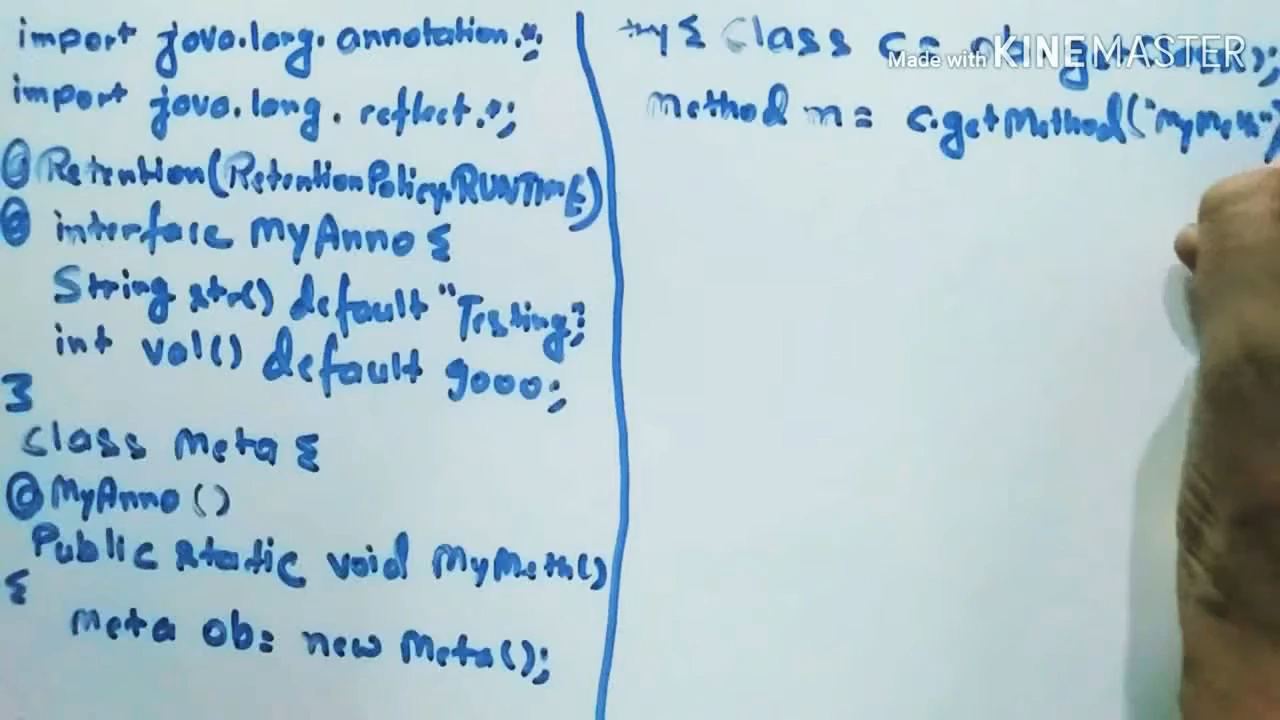 import java.lang.annotation.*;
import java.lang.reflect.*;
@Retention(RetentionPolicy.RUNTIME)
@ interface MyAnno {
String str() default "Testing";
int val() default 9000;
}
class Meta {
@MyAnno()
Public static void MyMeth()
{
Meta ob = new Meta();
try { Class c = ob.getClass();
Method m = c.getMethod("MyMeth")
Made with KINEMASTER